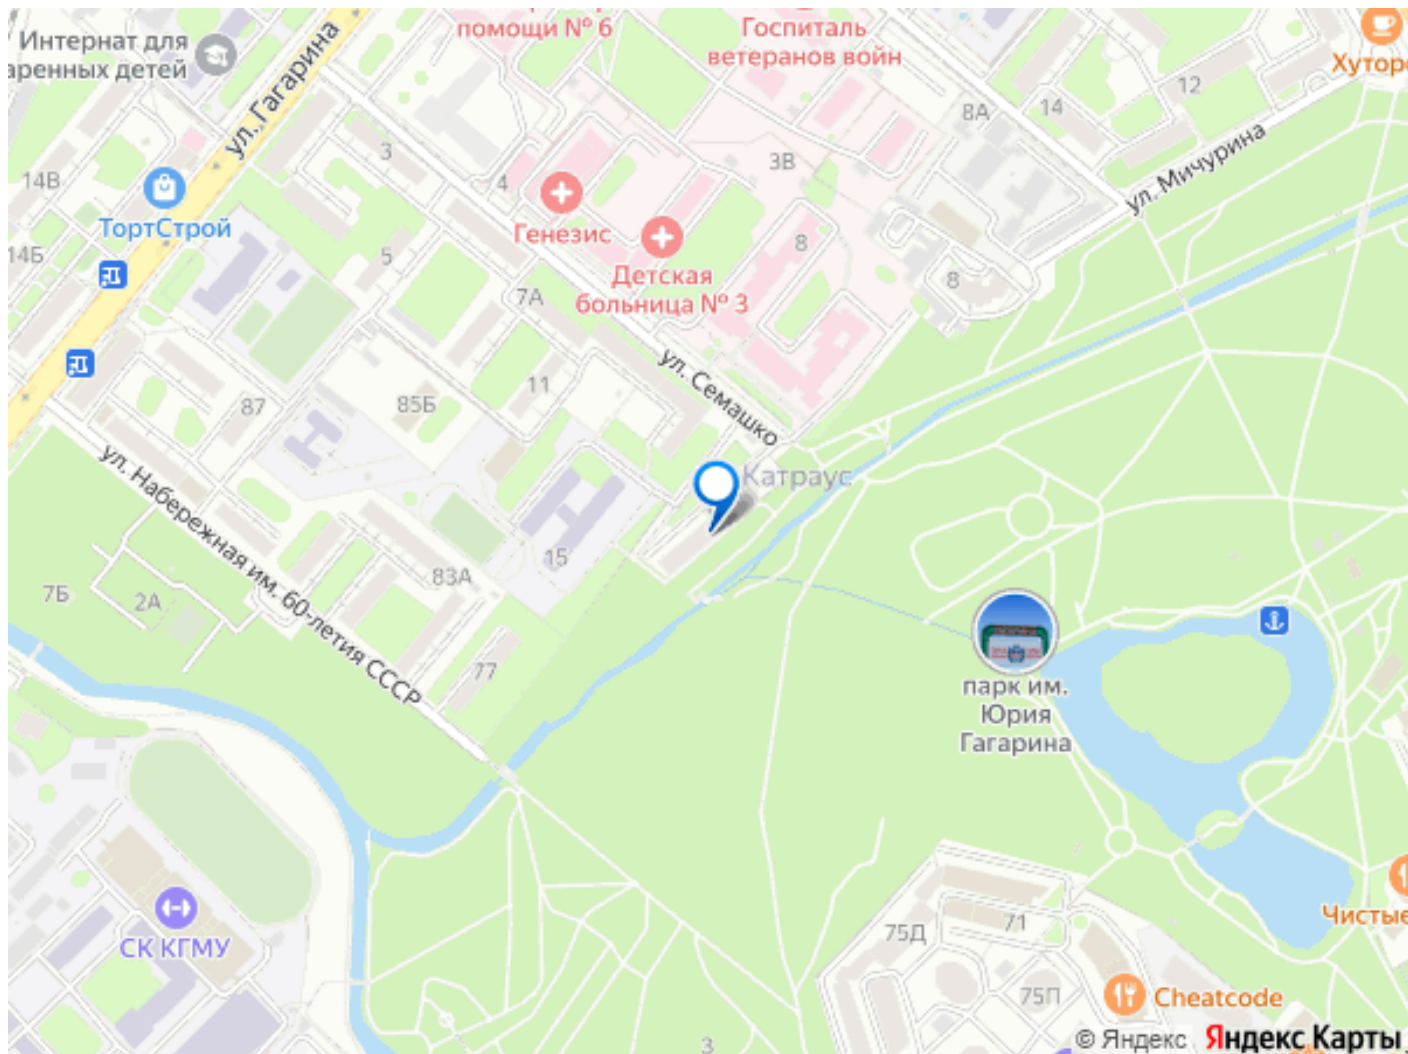 помощи № 6
Госпиталь
ветеранов войн
Интернат для
аренных детей
Хутор
ул. Гагарина
12
14
8А
3
3В
ул. Мичурина
14В
4
ТортСтрой
Генезис
8
14Б
5
Детская
больница № 3
8
7А
ул. Семашко
11
87
85Б
Катраус
ул. Набережная им. 60-летия СССР
15
83А
7Б
2А
77
парк им.
Юрия
Гагарина
СК КГМУ
75Д
71
Чистые
75П
Cheatcode
3
© Яндекс Яндекс Карты